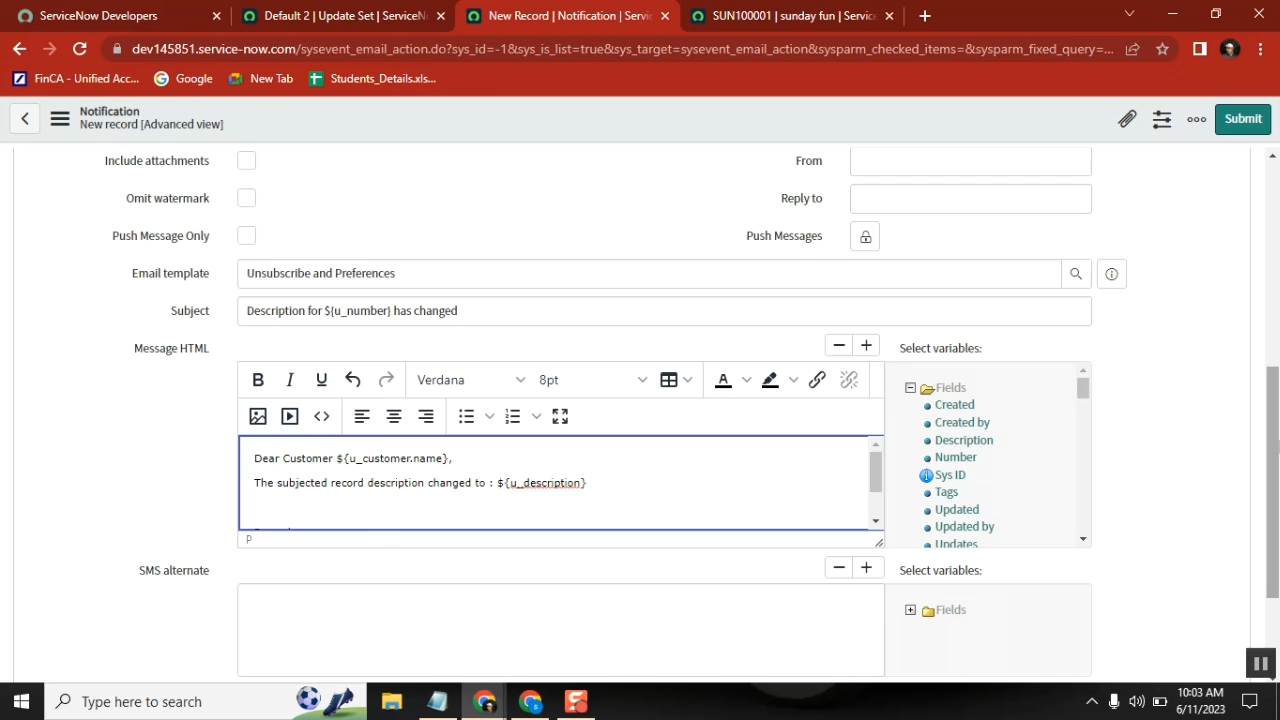 ServiceNow Developers
Default 2 | Update Set | ServiceN
New Record | Notification | Servic
SUN100001 | sunday fun | Service
dev145851.service-now.com/sysevent_email_action.do?sys_id=-1&sys_is_list=true&sys_target=sysevent_email_action&sysparm_checked_items=&sysparm_fixed_query=...
FinCA - Unified Acc...
Google
New Tab
Students_Details.xls...
Notification
New record [Advanced view]
Submit
Include attachments
From
Omit watermark
Reply to
Push Message Only
Push Messages
Email template
Unsubscribe and Preferences
Subject
Description for ${u_number} has changed
Message HTML
Select variables:
B I U
Verdana
8pt
A
Fields
Created
Created by
Description
Number
Sys ID
Tags
Updated
Updated by
Updates
Dear Customer ${u_customer.name},
The subjected record description changed to : ${u_description}
P
SMS alternate
Select variables:
Fields
Type here to search
10:03 AM
6/11/2023